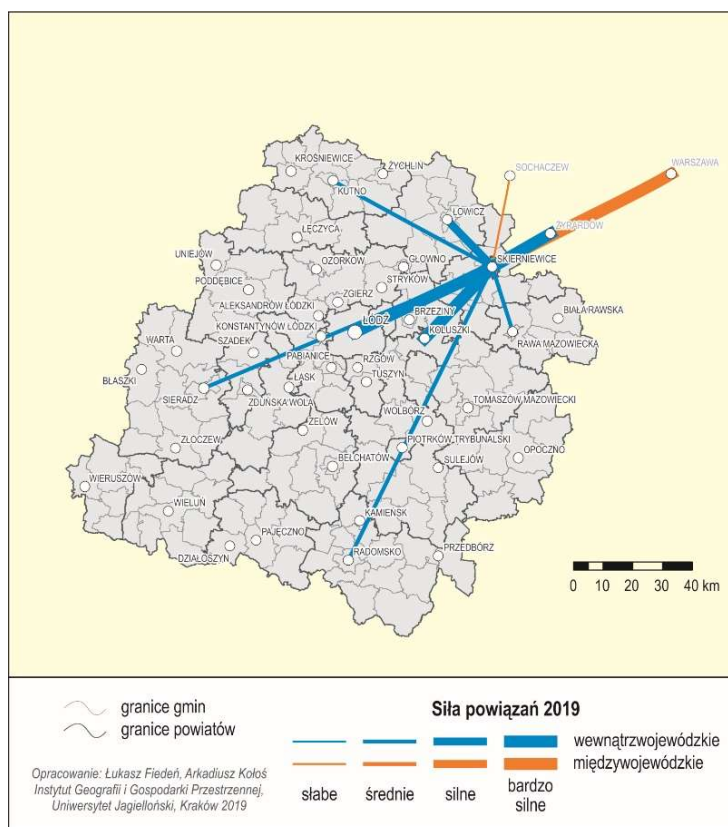 KROŚNIEWICE
ŻYCHLIN
SOCHACZEW
WARSZAWA
KUTNO
ŁOWICZ
ŻYRARDÓW
ŁĘCZYCA
UNIEJÓW
OZORKÓW
GŁOWNO
SKIERNIEWICE
PODDĘBICE
STRYKÓW
ZGIERZ
ALEKSANDRÓW ŁÓDZKI
BRZEZINY
BIAŁA RAWSKA
KONSTANTYNÓW ŁÓDZKI
ŁÓDŹ
KOLUSZKI
RAWA MAZOWIECKA
WARTA
SZADEK
PABIANICE
RZGÓW
BŁASZKI
ŁASK
TUSZYN
SIERADZ
ZDUŃSKA WOLA
WOLBÓRZ
TOMASZÓW MAZOWIECKI
ZELÓW
ZŁOCZEW
PIOTRKÓW TRYBUNALSKI
BEŁCHATÓW
SULEJÓW
OPOCZNO
WIERUSZÓW
WIELUŃ
KAMIEŃSK
PAJĘCZNO
DZIAŁOSZYN
RADOMSKO
PRZEDBÓRZ
0 10 20 30 40 km
granice gmin
granice powiatów
Opracowanie: Łukasz Fiedeń, Arkadiusz Kołoś
Instytut Geografii i Gospodarki Przestrzennej,
Uniwersytet Jagielloński, Kraków 2019
Siła powiązań 2019
wewnątrzwojewódzkie
międzywojewódzkie
słabe średnie silne bardzo
silne